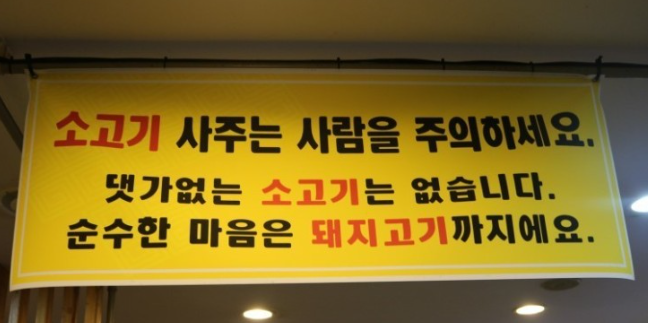 소고기 사주는 사람을 주의하세요.
댓가없는 소고기는 없습니다.
순수한 마음은 돼지고기까지에요.